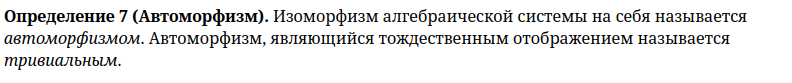 Определение 7 (Автоморфизм). Изоморфизм алгебраической системы на себя называется
автоморфизмом. Автоморфизм, являющийся тождественным отображением называется
тривиальным.